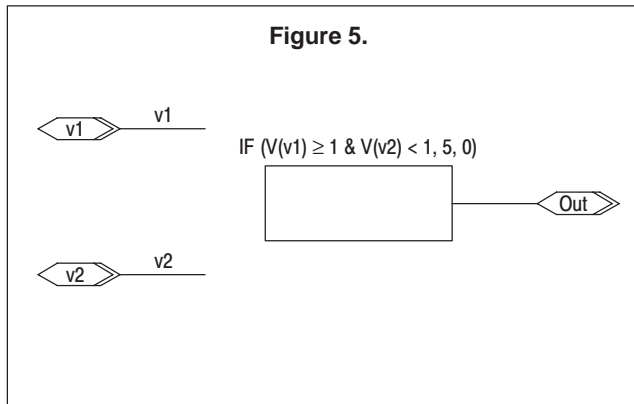 Figure 5.
v1 v1
IF (V(v1) ≥ 1 & V(v2) < 1, 5, 0)
Out
v2 v2